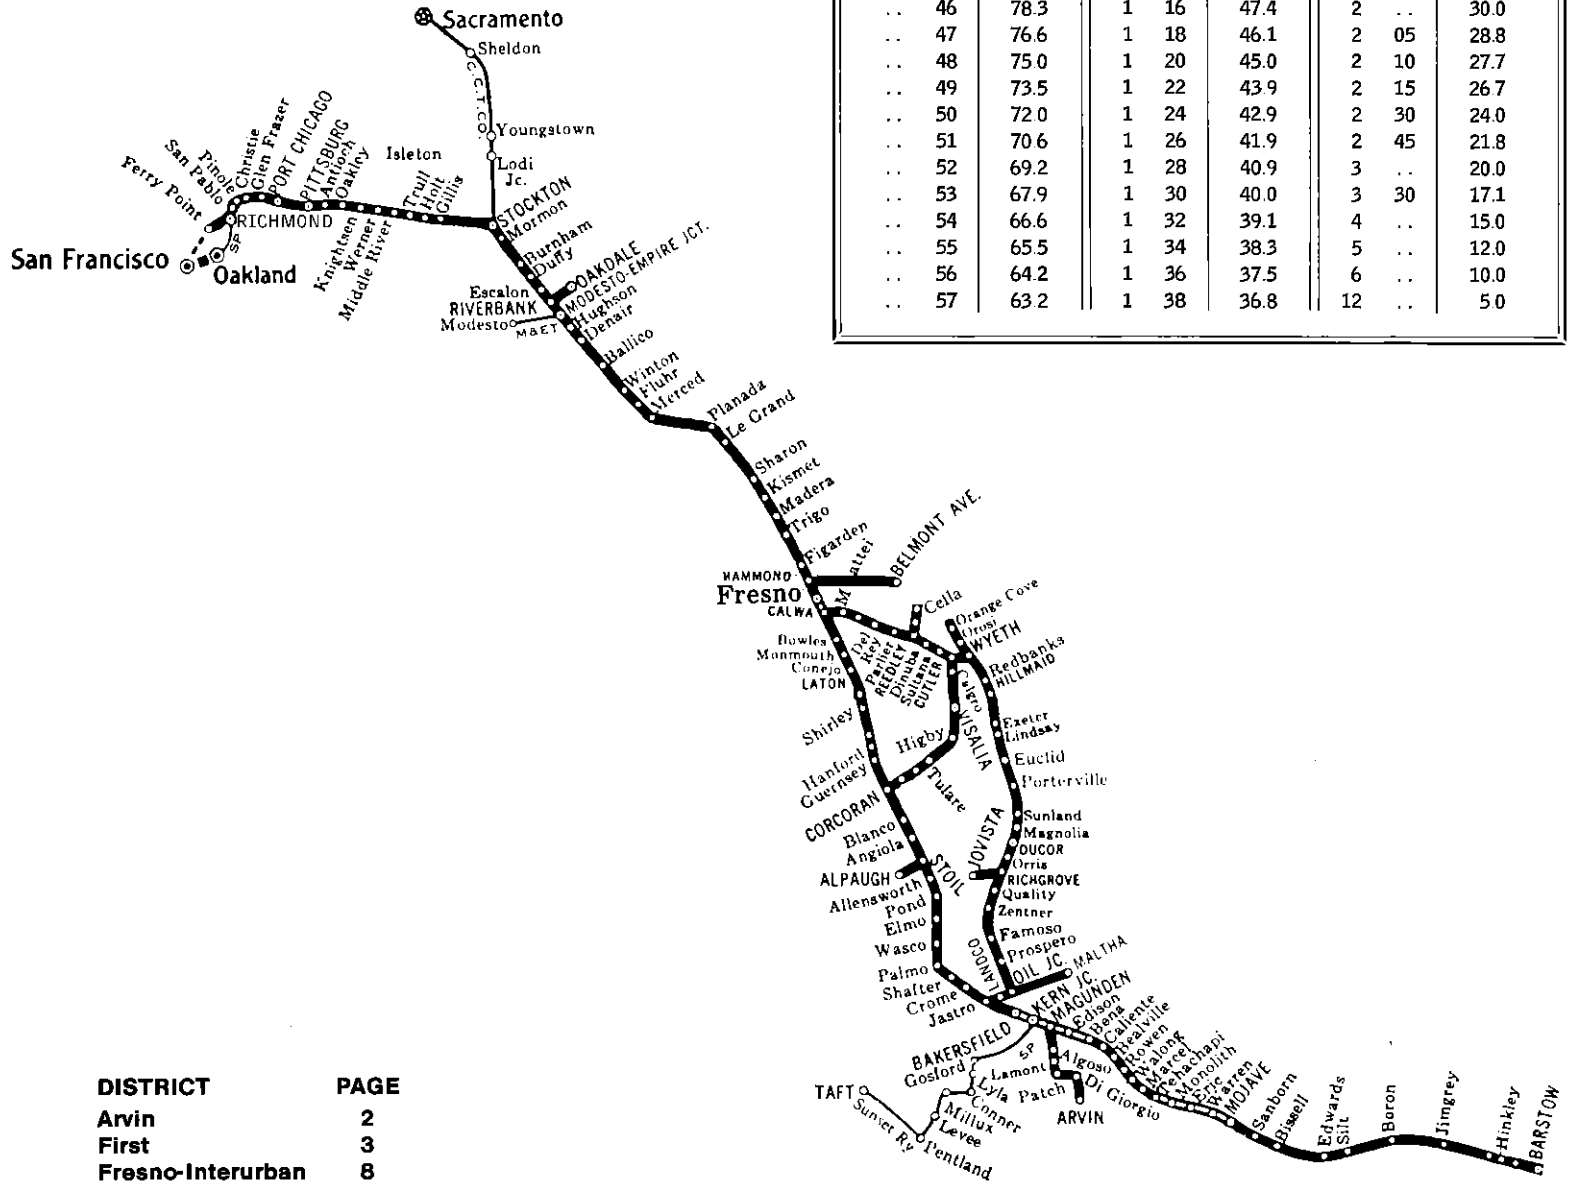 .. 46 78.3 1 16 47.4 2 .. 30.0
.. 47 76.6 1 18 46.1 2 05 28.8
.. 48 75.0 1 20 45.0 2 10 27.7
.. 49 73.5 1 22 43.9 2 15 26.7
.. 50 72.0 1 24 42.9 2 30 24.0
.. 51 70.6 1 26 41.9 2 45 21.8
.. 52 69.2 1 28 40.9 3 .. 20.0
.. 53 67.9 1 30 40.0 3 30 17.1
.. 54 66.6 1 32 39.1 4 .. 15.0
.. 55 65.5 1 34 38.3 5 .. 12.0
.. 56 64.2 1 36 37.5 6 .. 10.0
.. 57 63.2 1 38 36.8 12 .. 5.0
Sacramento
Sheldon
C.C.T.CO.
Youngstown
Lodi
Jc.
Isleton
San Francisco
Oakland
SP
Ferry Point
San Pablo
Pinole
RICHMOND
Christie
Glen Frazer
PORT CHICAGO
PITTSBURG
Antioch
Oakley
Knightsen
Werner
Middle River
Trull
Holt
Gillis
STOCKTON
Mormon
Burnham
Duffy
Escalon
OAKDALE
RIVERBANK
MODESTO-EMPIRE JCT.
Modesto
M&ET
Hughson
Denair
Ballico
Winton
Fluhr
Merced
Planada
Le Grand
Sharon
Kismet
Madera
Trigo
Figarden
HAMMOND
BELMONT AVE.
Fresno
CALWA
Mattei
Cella
Orange Cove
Orosi
WYETH
Bowles
Monmouth
Conejo
LATON
Del
Rey
Parlier
REEDLEY
Dinuba
Sultana
CUTLER
Redbanks
HILLMAID
Calgro
VISALIA
Shirley
Higby
Exeter
Lindsay
Euclid
Hanford
Guernsey
Tulare
Porterville
CORCORAN
Sunland
Magnolia
DUCOR
Orris
JOVISTA
RICHGROVE
Quality
Zentner
Famoso
Prospero
Blanco
Angiola
STOIL
ALPAUGH
Allensworth
Pond
Elmo
Wasco
Palmo
Shafter
Crome
Jastro
LANDCO
OIL JC.
MALTHA
KERN JC.
MAGUNDEN
BAKERSFIELD
SP
Gosford
Lyla
Conner
Millux
Levee
Pentland
Sunset Ry
TAFT
Algoso
Lamont
Patch
Di Giorgio
ARVIN
Edison
Bena
Caliente
Bealville
Rowen
Walong
Marcel
Tehachapi
Monolith
Eric
Warren
MOJAVE
Sanborn
Bissell
Edwards
Silt
Boron
Jimgrey
Hinkley
BARSTOW
DISTRICT PAGE
Arvin 2
First 3
Fresno-Interurban 8